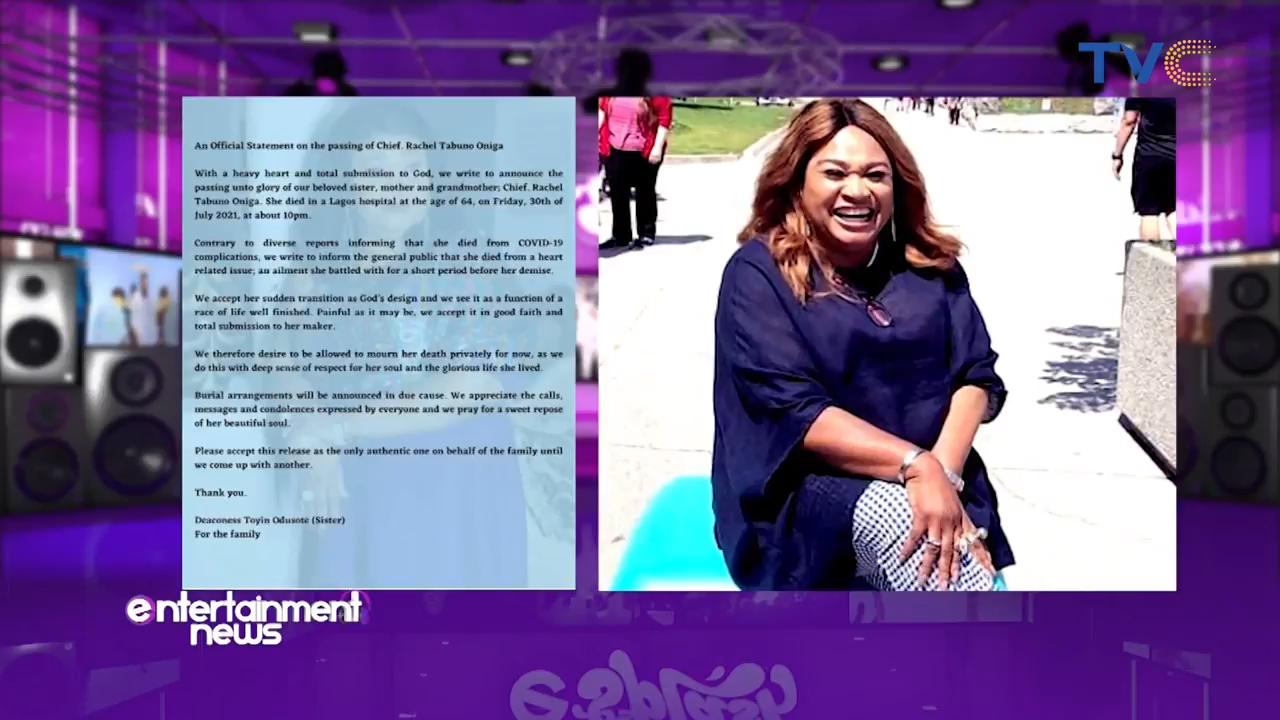 TVC
An Official Statement on the passing of Chief. Rachel Tabuno Oniga
With a heavy heart and total submission to God, we write to announce the
passing unto glory of our beloved sister, mother and grandmother; Chief. Rachel
Tabuno Oniga. She died in a Lagos hospital at the age of 64, on Friday, 30th of
July 2021, at about 10pm.
Contrary to diverse reports informing that she died from COVID-19
complications, we write to inform the general public that she died from a heart
related issue; an ailment she battled with for a short period before her demise.
We accept her sudden transition as God's design and we see it as a function of a
race of life well finished. Painful as it may be, we accept it in good faith and
total submission to her maker.
We therefore desire to be allowed to mourn her death privately for now, as we
do this with deep sense of respect for her soul and the glorious life she lived.
Burial arrangements will be announced in due cause. We appreciate the calls,
messages and condolences expressed by everyone and we pray for a sweet repose
of her beautiful soul.
Please accept this release as the only authentic one on behalf of the family until
we come up with another.
Thank you.
Deaconess Toyin Odusote (Sister)
For the family
entertainment
news